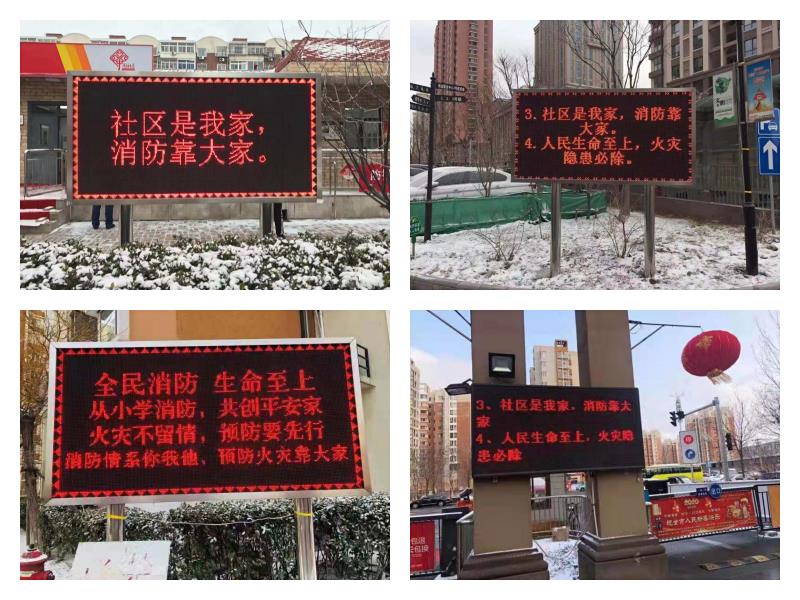 社区是我家，
消防靠大家。
3. 社区是我家，消防靠
大家。
4. 人民生命至上，火灾
隐患必除。
全民消防 生命至上
从小学消防，共创平安家
火灾不留情，预防要先行
消防情系你我他、预防火灾靠大家
3、社区是我家，消防靠大
家
4、人民生命至上，火灾隐
患必除
2020